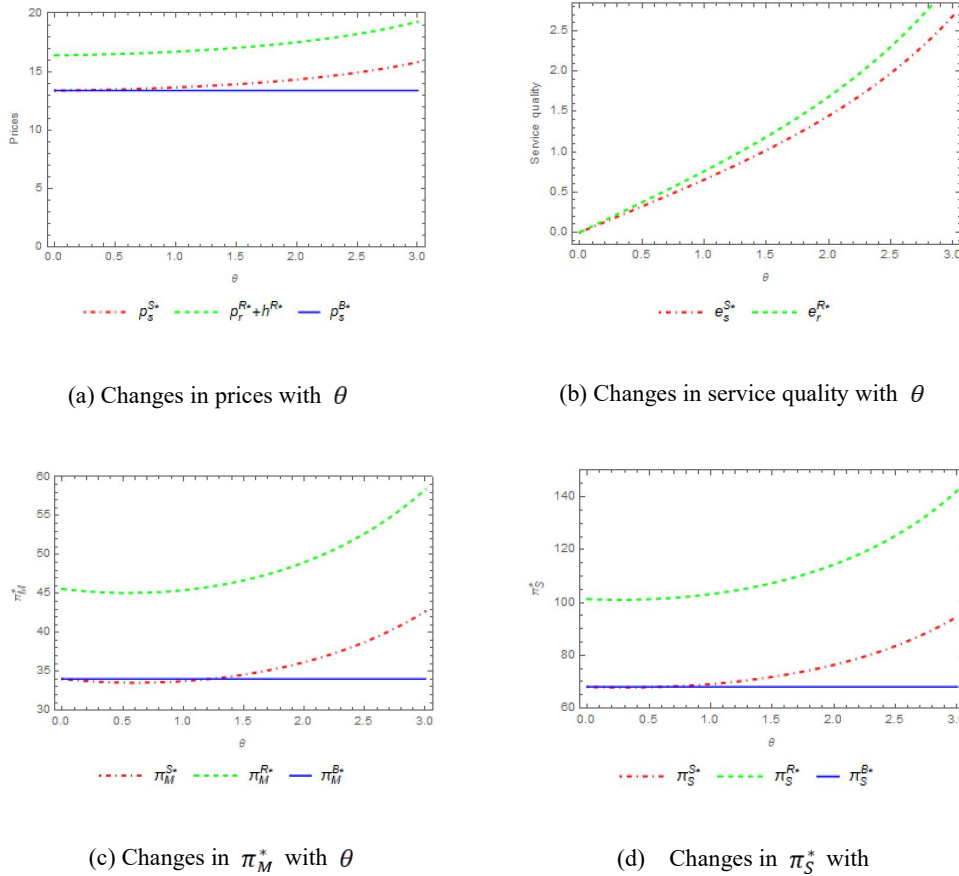 20
15
10
5
0
Prices
0.0 0.5 1.0 1.5 2.0 2.5 3.0
θ
p_s^{S*} p_r^{R*}+h^{R*} p_s^{B*}
(a) Changes in prices with θ
2.5
2.0
1.5
1.0
0.5
0.0
Service quality
0.0 0.5 1.0 1.5 2.0 2.5 3.0
θ
e_s^{S*} e_r^{R*}
(b) Changes in service quality with θ
60
55
50
45
40
35
30
π_M^*
0.0 0.5 1.0 1.5 2.0 2.5 3.0
θ
π_M^{S*} π_M^{R*} π_M^{B*}
(c) Changes in π_M^* with θ
140
120
100
80
60
π_S^*
0.0 0.5 1.0 1.5 2.0 2.5 3.0
θ
π_S^{S*} π_S^{R*} π_S^{B*}
(d) Changes in π_S^* with